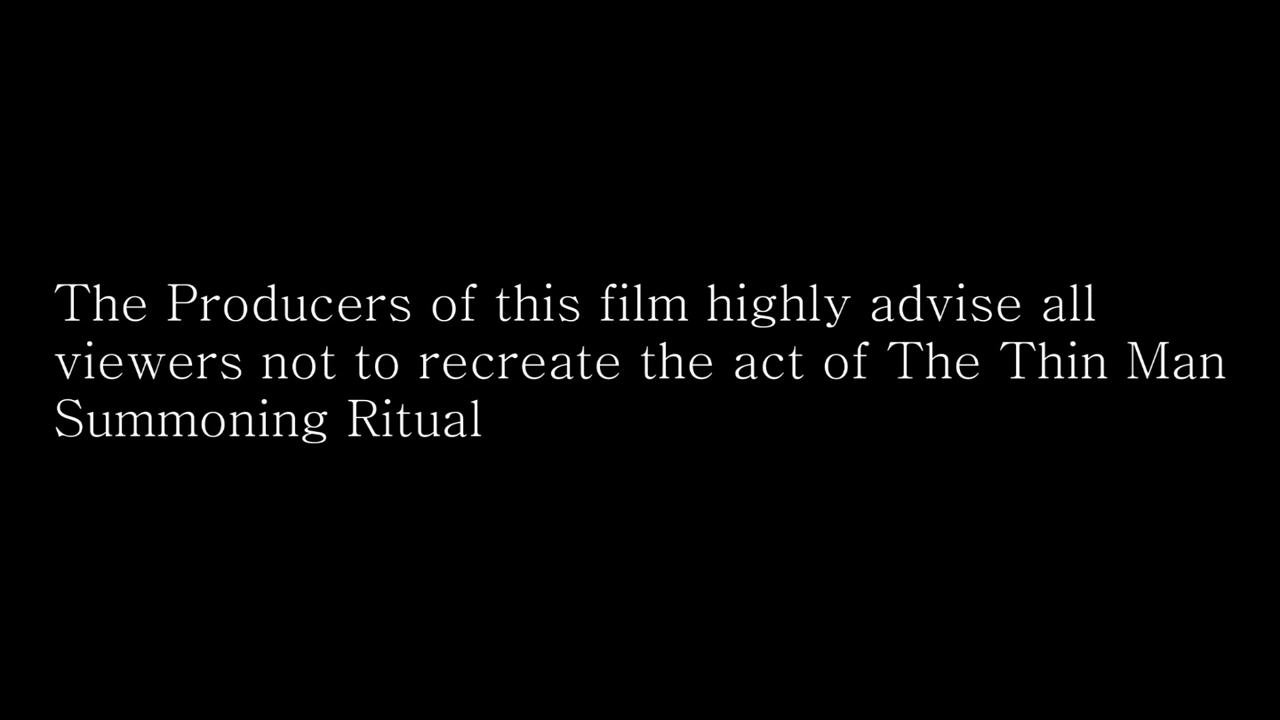 The Producers of this film highly advise all
viewers not to recreate the act of The Thin Man
Summoning Ritual